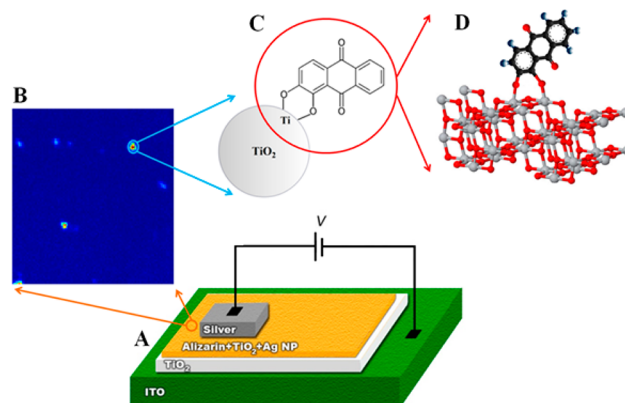 C
D
B
O
O
O
O
Ti
TiO₂
V
A
Silver
Alizarin+TiO₂+Ag NP
TiO₂
ITO